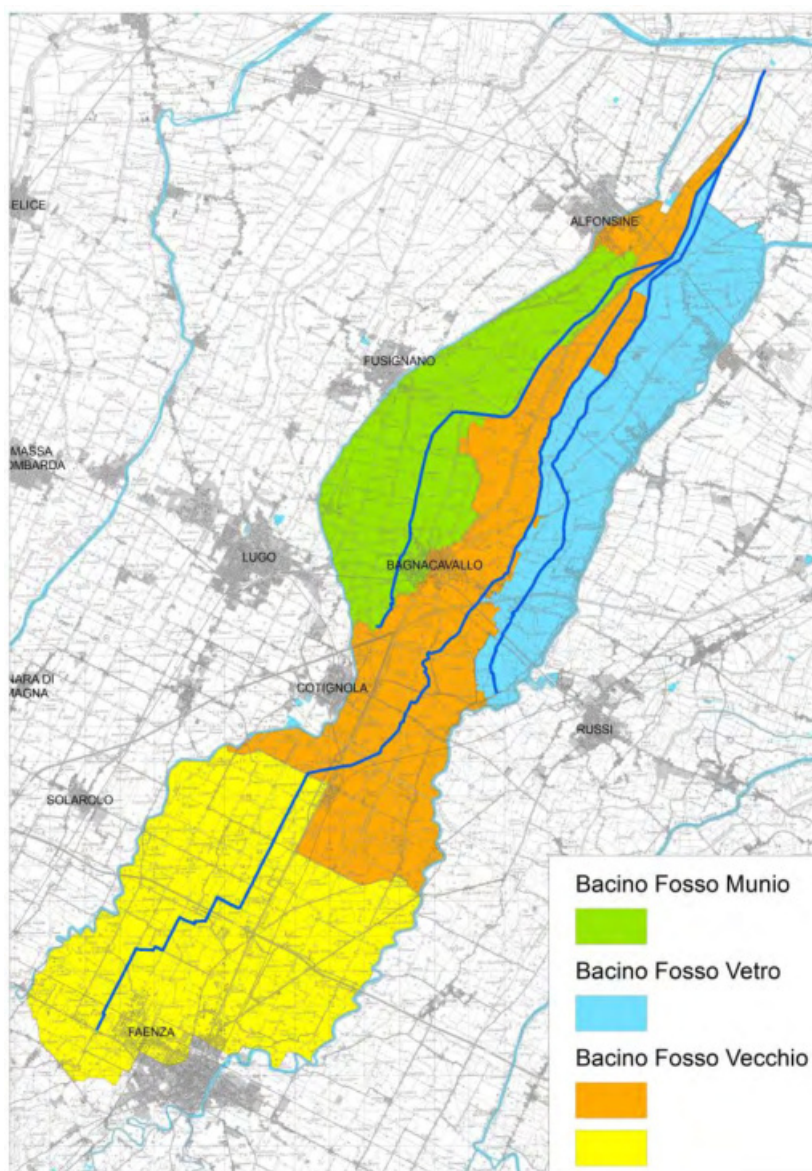 ELICE
ALFONSINE
FUSIGNANO
MASSA
OMBARDA
LUGO
BAGNACAVALLO
COTIGNOLA
NARA DI
MAGNA
RUSSI
SOLAROLO
FAENZA
Bacino Fosso Munio
Bacino Fosso Vetro
Bacino Fosso Vecchio